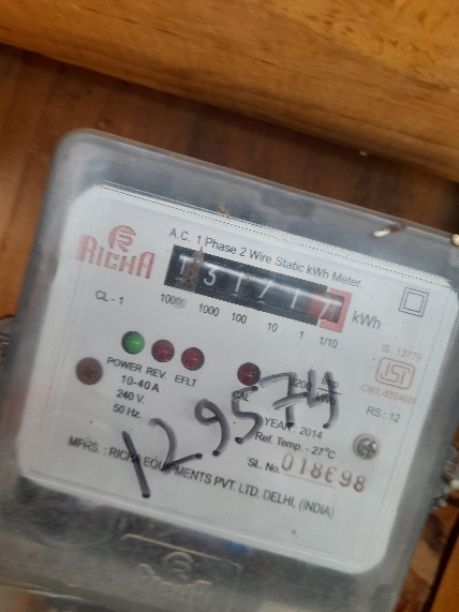 RICHA
A.C. 1 Phase 2 Wire Static kWh Meter.
kWh
CL - 1
10000 1000 100 10 1 1/10
IS : 13779
ISI
POWER REV EFLT CAL
10-40 A
240 V.
50 Hz.
RS : 12
129574
YEAR : 2014
Ref. Temp. - 27°C
SL. No. 018698
MFRS. : RICHA EQUIPMENTS PVT. LTD. DELHI, (INDIA)